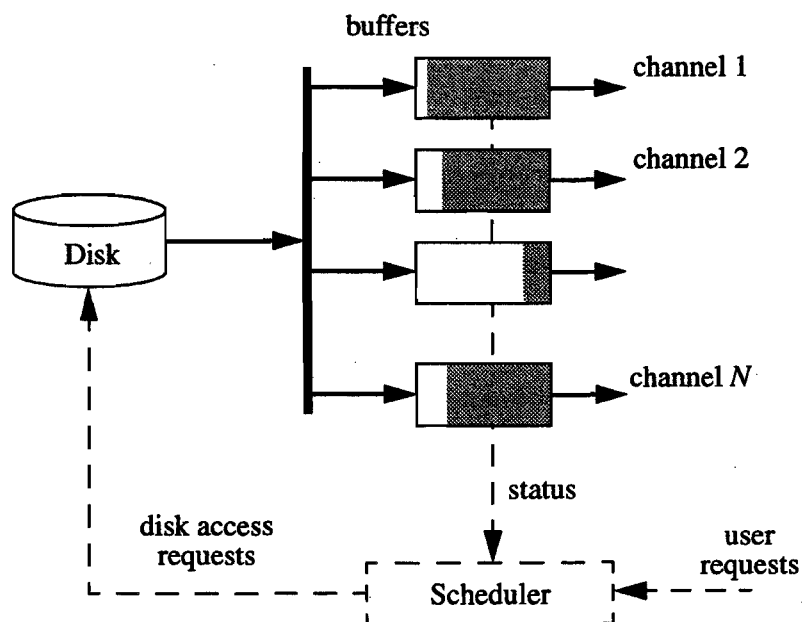 buffers
channel 1
channel 2
Disk
channel N
status
disk access
requests
user
requests
Scheduler